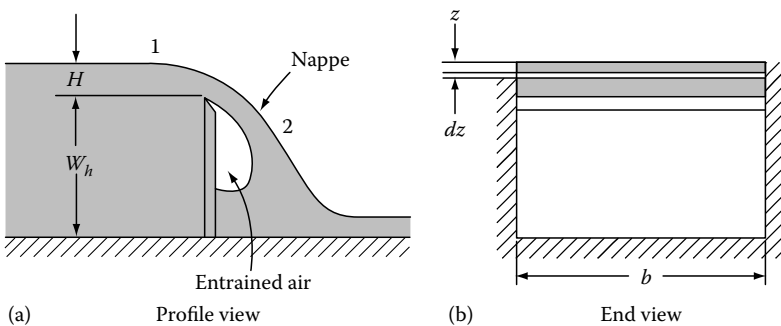 1
H
Nappe
2
W_h
Entrained air
(a) Profile view
z
dz
b
(b) End view